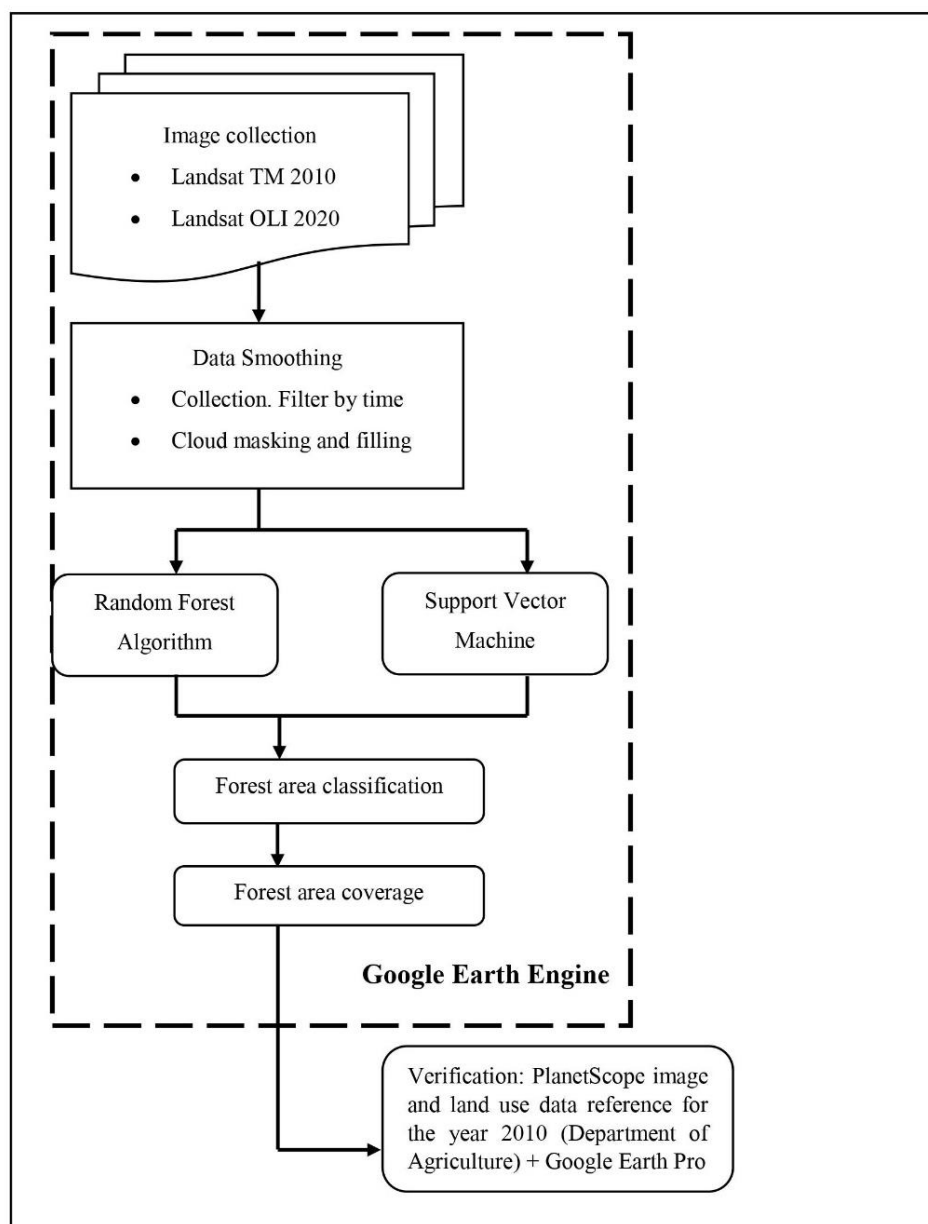 Image collection
• Landsat TM 2010
• Landsat OLI 2020
Data Smoothing
• Collection. Filter by time
• Cloud masking and filling
Random Forest
Algorithm
Support Vector
Machine
Forest area classification
Forest area coverage
Google Earth Engine
Verification: PlanetScope image
and land use data reference for
the year 2010 (Department of
Agriculture) + Google Earth Pro